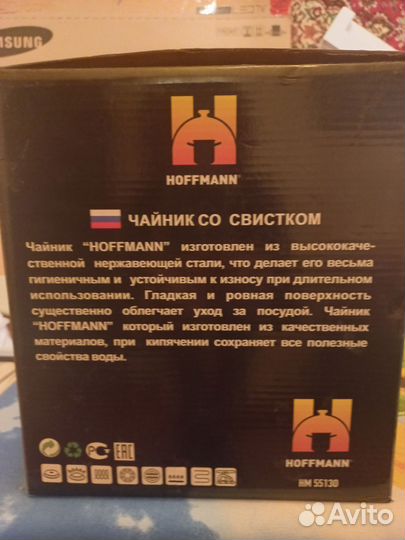 SAMSUNG
HOFFMANN
ЧАЙНИК СО СВИСТКОМ
Чайник “HOFFMANN” изготовлен из высококаче-
ственной нержавеющей стали, что делает его весьма
гигиеничным и устойчивым к износу при длительном
использовании. Гладкая и ровная поверхность
существенно облегчает уход за посудой. Чайник
“HOFFMANN” который изготовлен из качественных
материалов, при кипячении сохраняет все полезные
свойства воды.
HOFFMANN
HM 55130
EAC
Avito